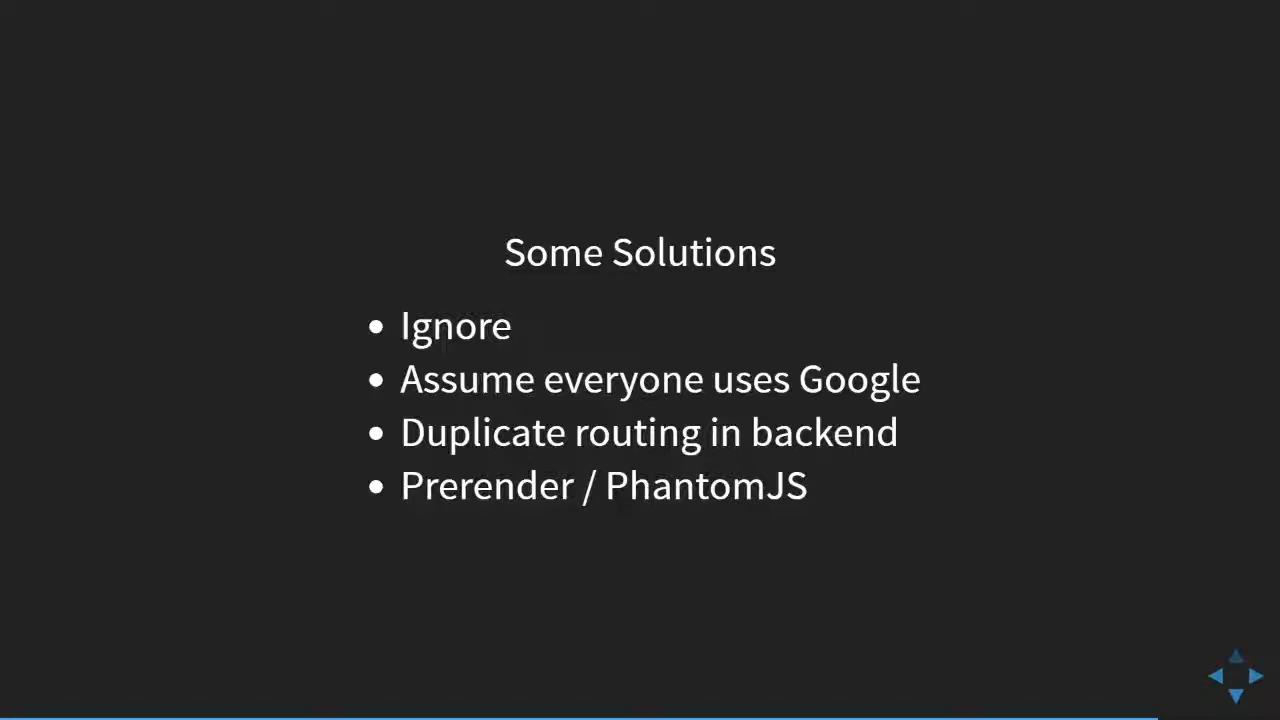 Some Solutions
• Ignore
• Assume everyone uses Google
• Duplicate routing in backend
• Prerender / PhantomJS